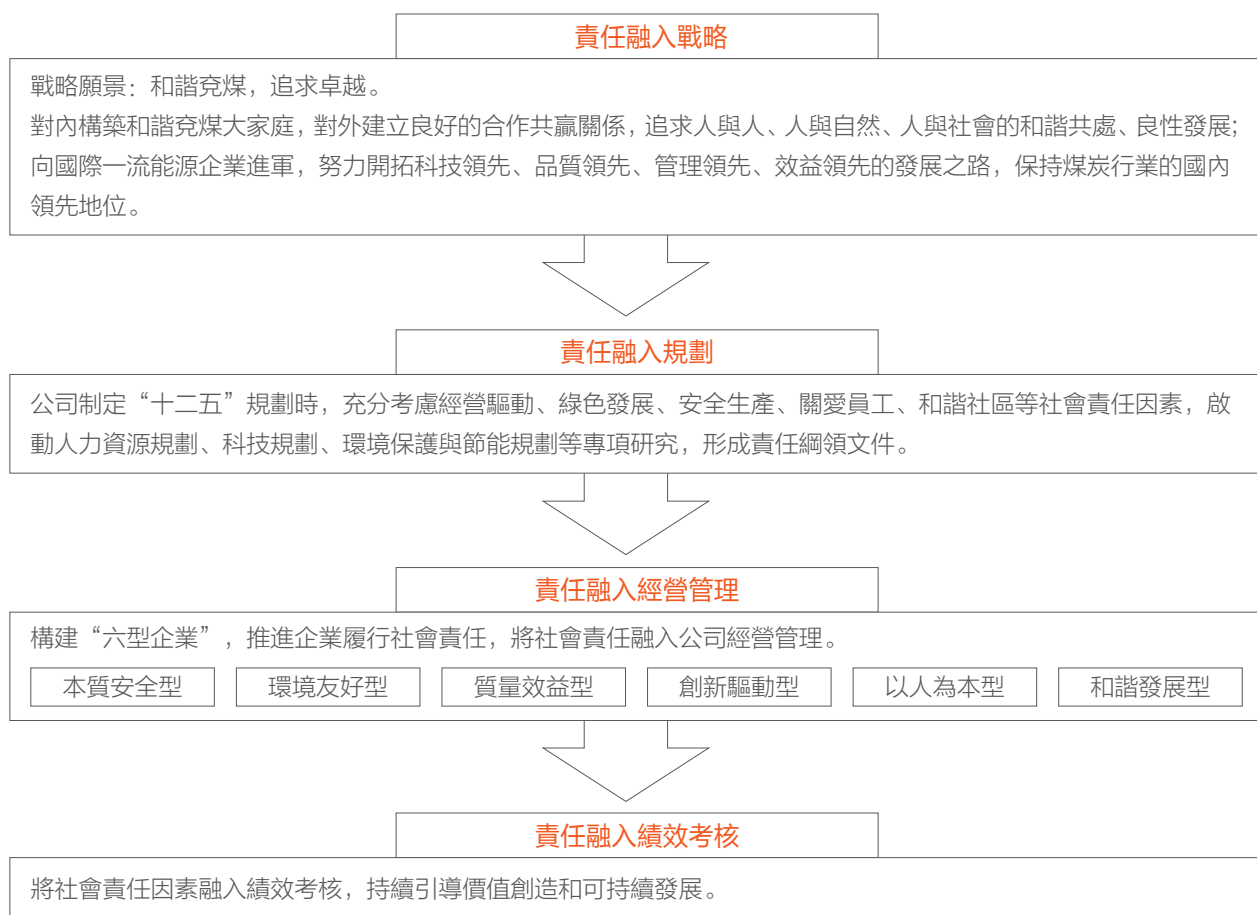 責任融入戰略
戰略願景：和諧兗煤，追求卓越。
對內構築和諧兗煤大家庭，對外建立良好的合作共贏關係，追求人與人、人與自然、人與社會的和諧共處、良性發展；
向國際一流能源企業進軍，努力開拓科技領先、品質領先、管理領先、效益領先的發展之路，保持煤炭行業的國內
領先地位。
責任融入規劃
公司制定“十二五”規劃時，充分考慮經營驅動、綠色發展、安全生產、關愛員工、和諧社區等社會責任因素，啟
動人力資源規劃、科技規劃、環境保護與節能規劃等專項研究，形成責任綱領文件。
責任融入經營管理
構建“六型企業”，推進企業履行社會責任，將社會責任融入公司經營管理。
本質安全型
環境友好型
質量效益型
創新驅動型
以人為本型
和諧發展型
責任融入績效考核
將社會責任因素融入績效考核，持續引導價值創造和可持續發展。